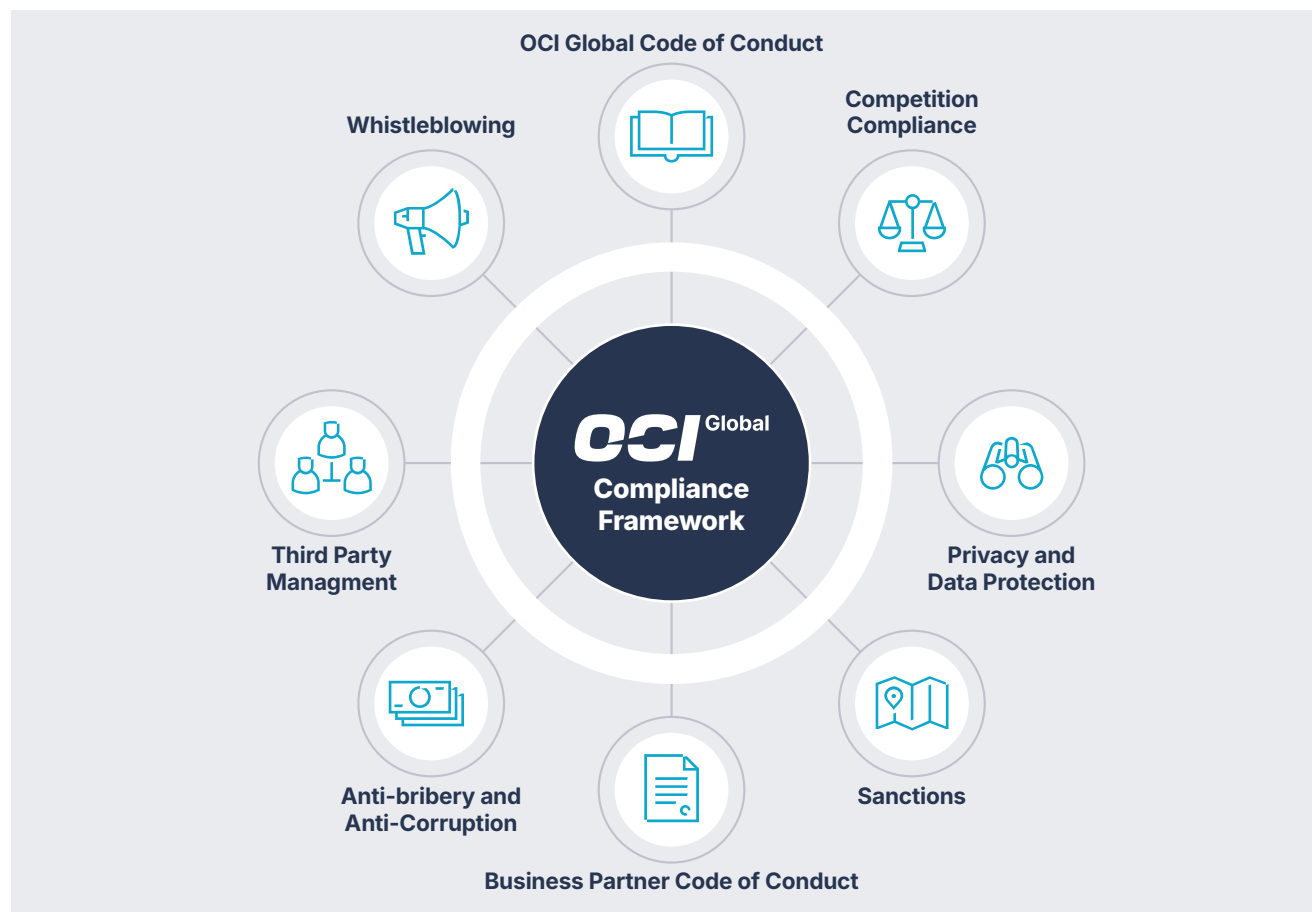 OCI Global Code of Conduct
Competition
Compliance
Whistleblowing
OCI Global
Compliance
Framework
Third Party
Managment
Privacy and
Data Protection
Anti-bribery and
Anti-Corruption
Sanctions
Business Partner Code of Conduct